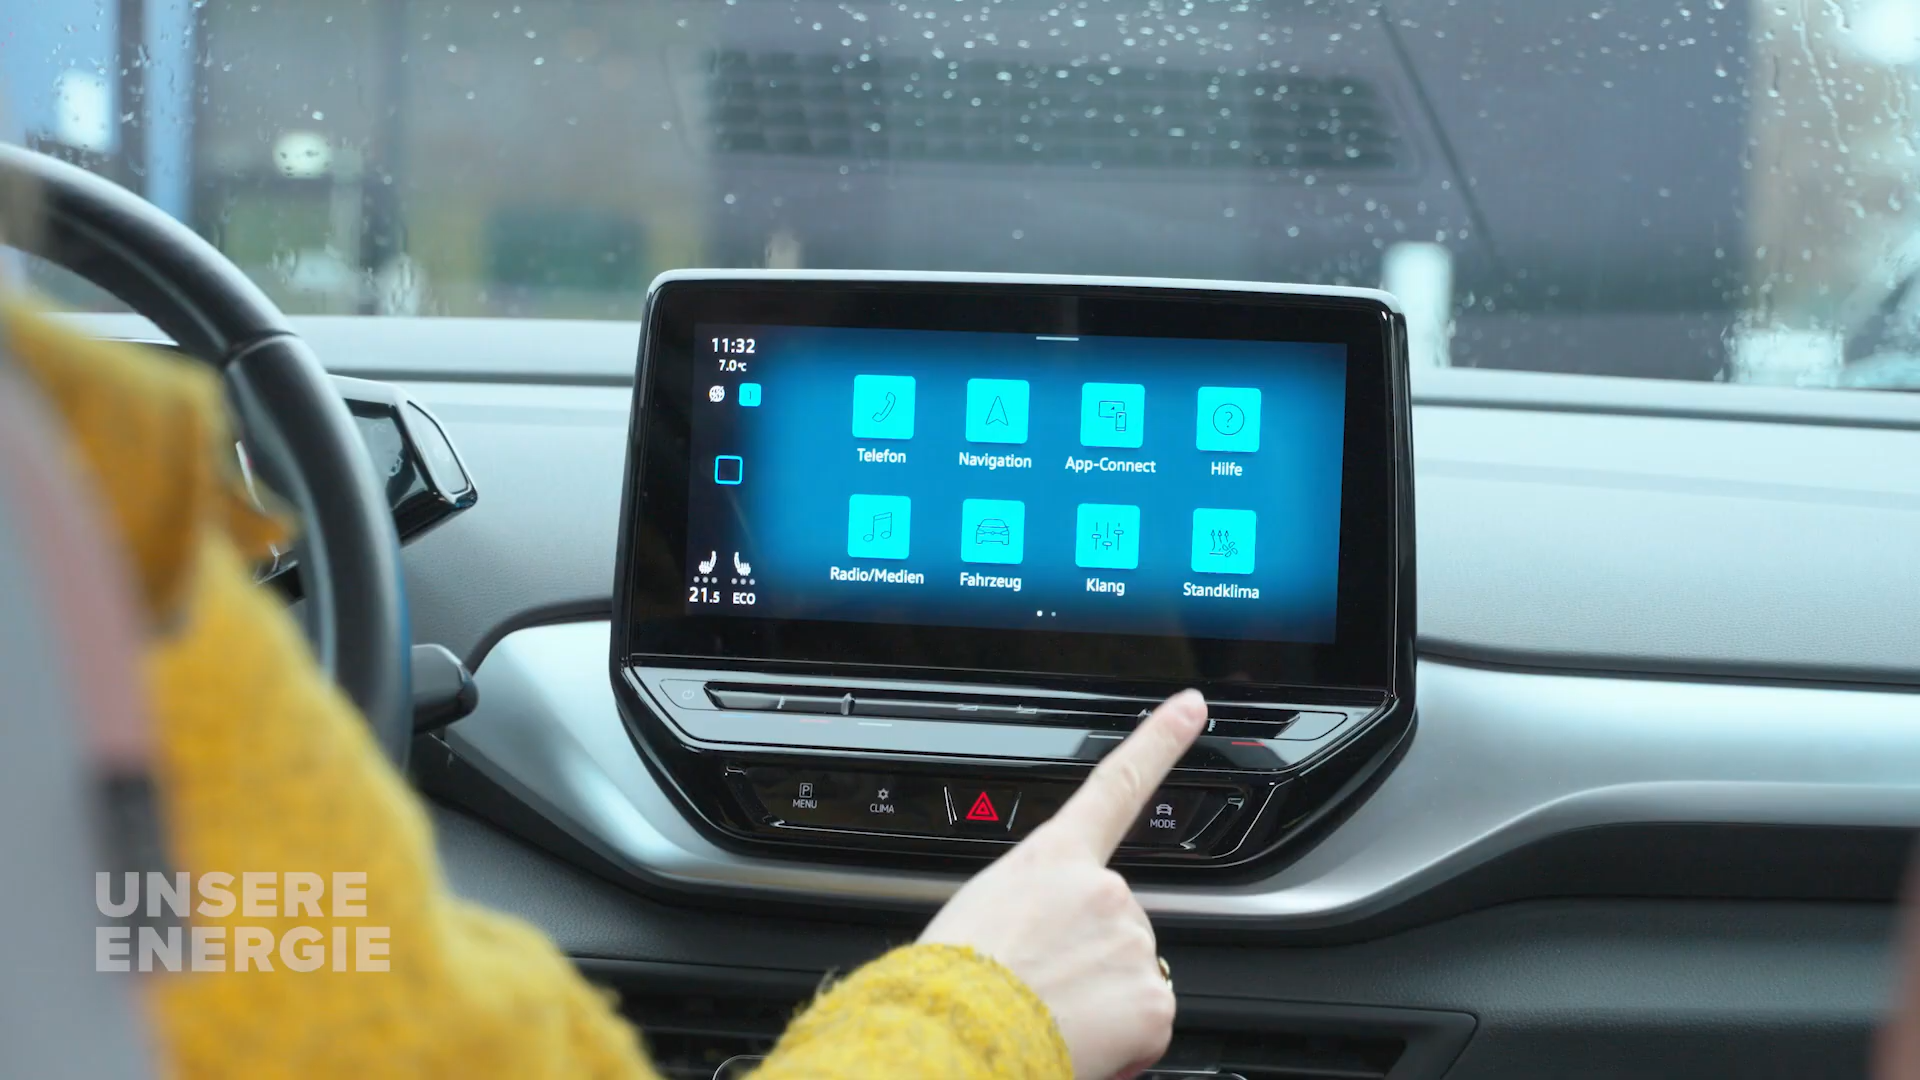 11:32
7.0°C
Telefon
Navigation
App-Connect
Hilfe
Radio/Medien
Fahrzeug
Klang
Standklima
21.5 ECO
P
MENU
CLIMA
MODE
UNSERE
ENERGIE